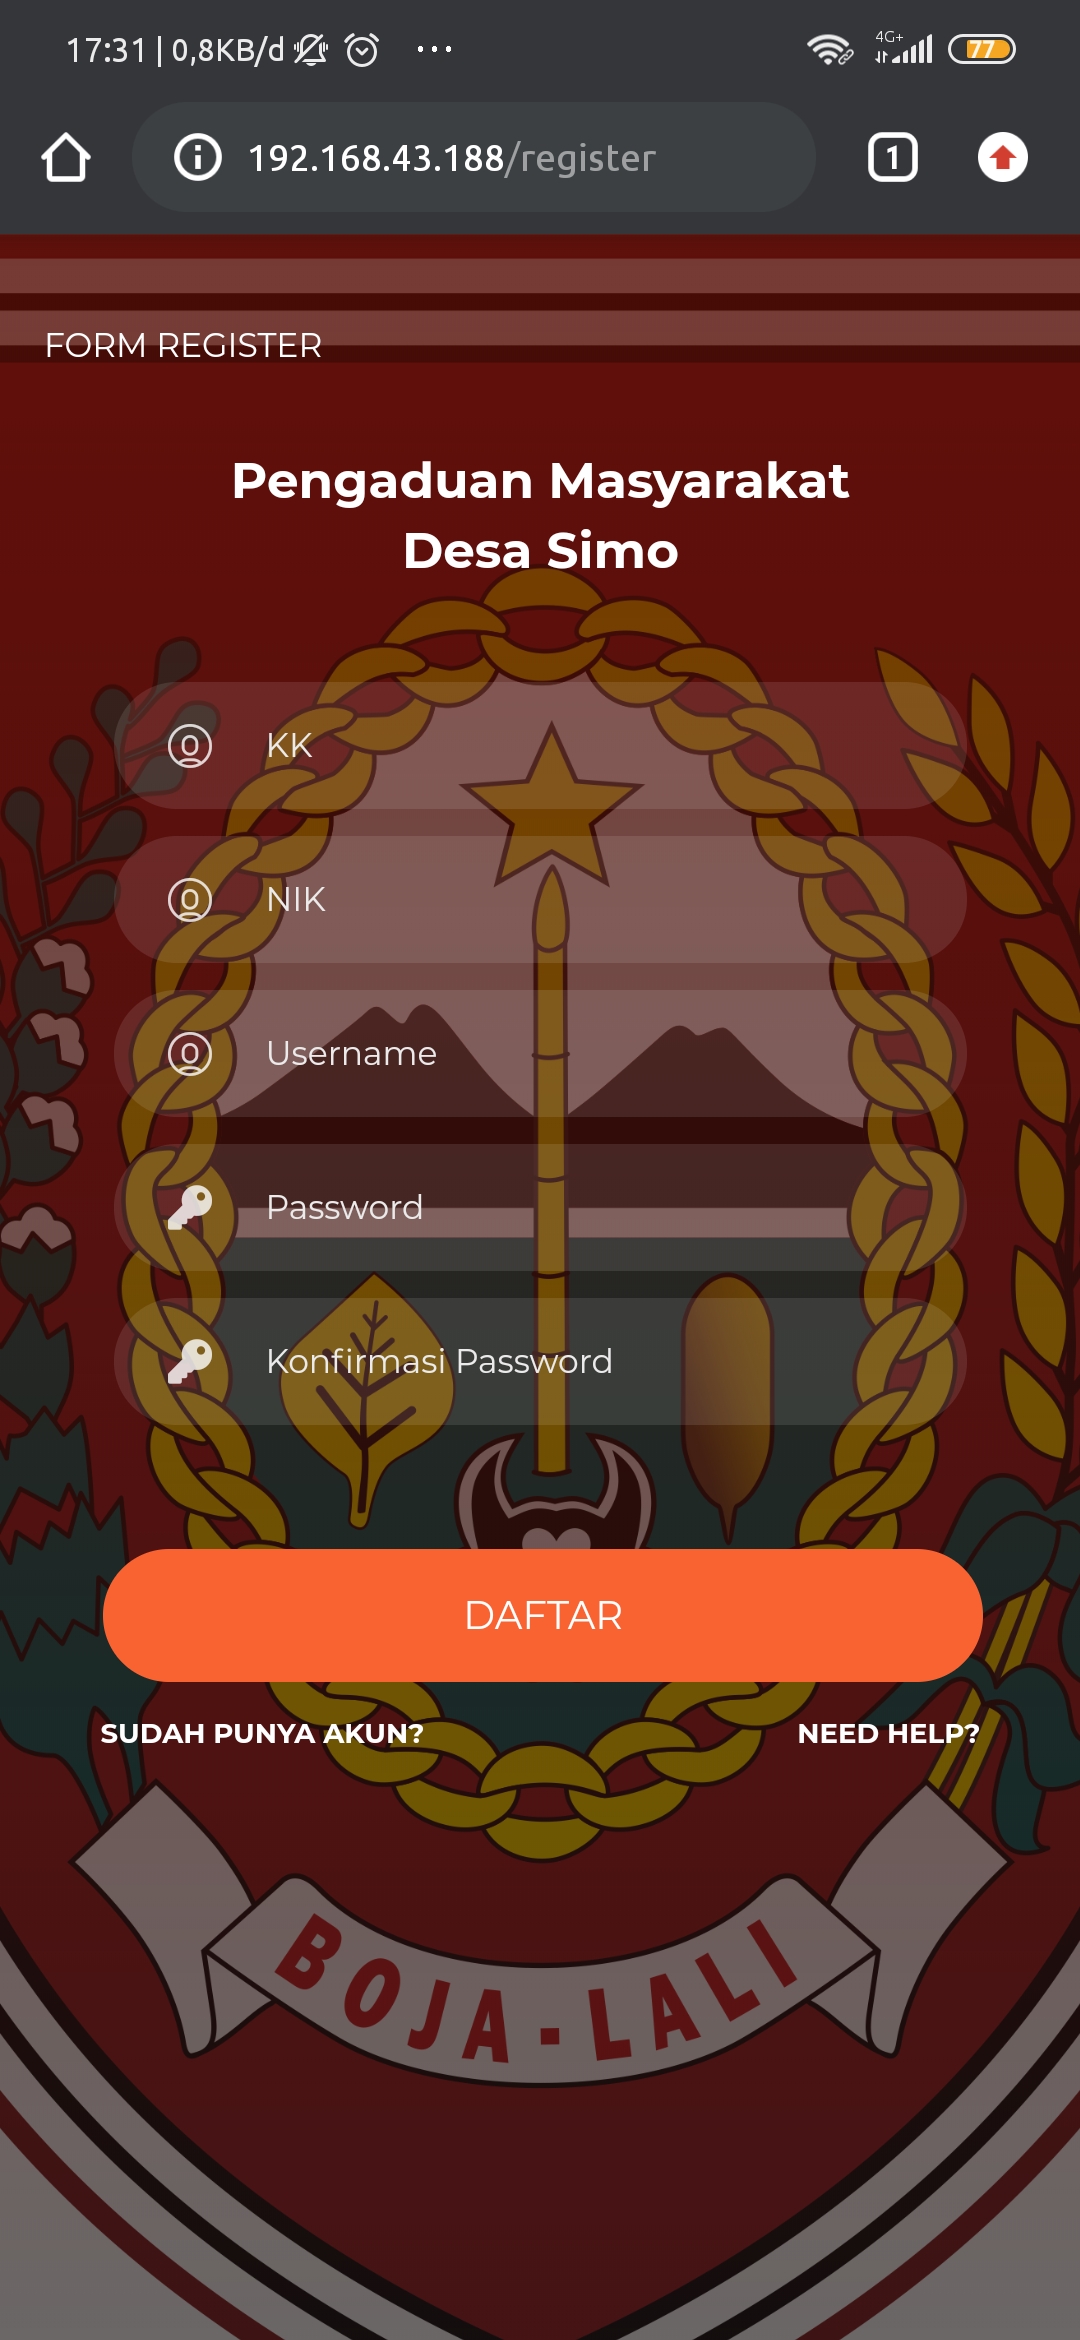 17:31 | 0,8KB/d ...
4G+
77
192.168.43.188/register
1
FORM REGISTER
Pengaduan Masyarakat
Desa Simo
KK
NIK
Username
Password
Konfirmasi Password
DAFTAR
SUDAH PUNYA AKUN?
NEED HELP?
BOJA-LALI